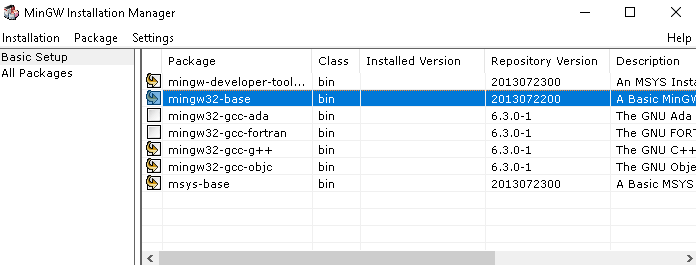 MinGW Installation Manager
Installation Package Settings Help
Basic Setup
All Packages
Package Class Installed Version Repository Version Description
mingw-developer-tool... bin 2013072300 An MSYS Insta
mingw32-base bin 2013072200 A Basic MinGW
mingw32-gcc-ada bin 6.3.0-1 The GNU Ada
mingw32-gcc-fortran bin 6.3.0-1 The GNU FORT
mingw32-gcc-g++ bin 6.3.0-1 The GNU C++
mingw32-gcc-objc bin 6.3.0-1 The GNU Objec
msys-base bin 2013072300 A Basic MSYS